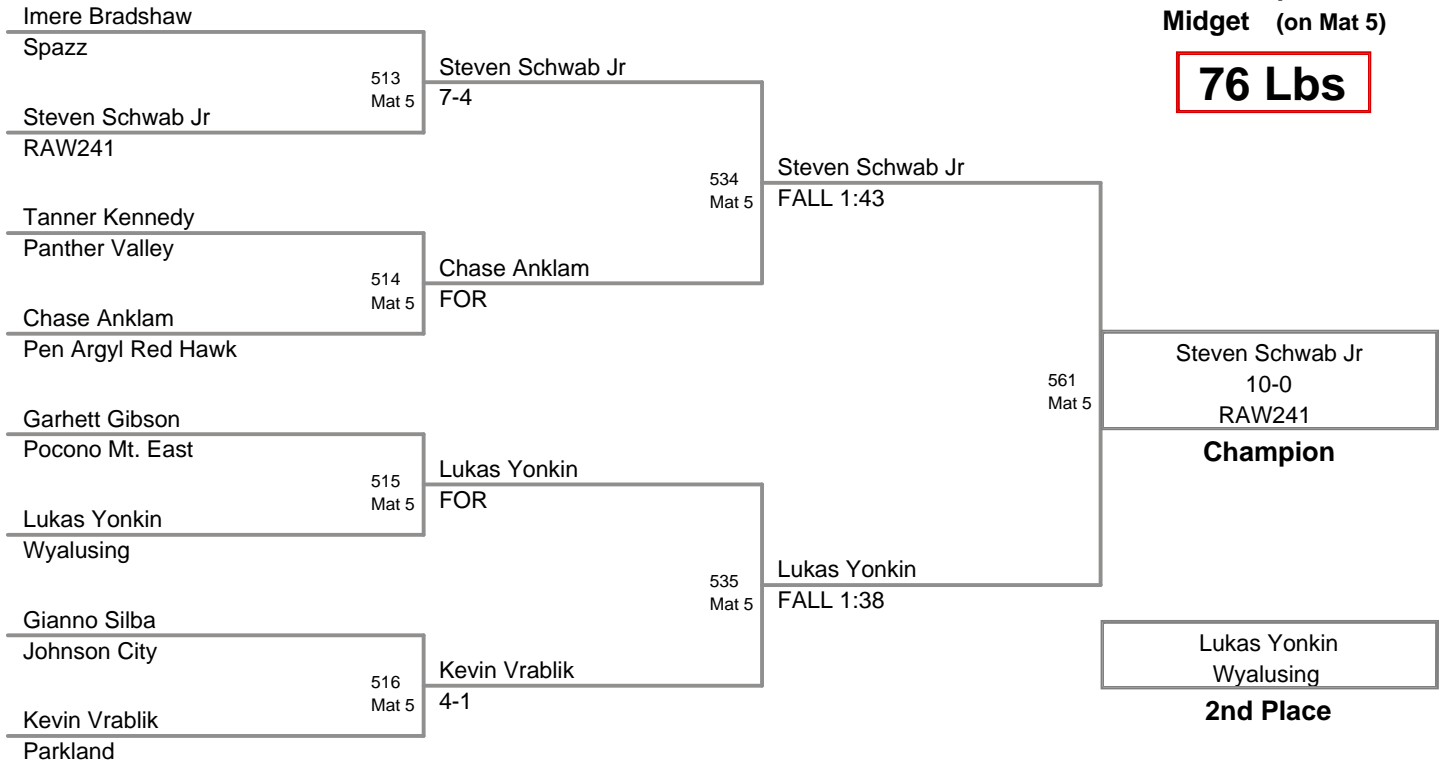 Midget (on Mat 5)
76 Lbs
Imere Bradshaw
Spazz
513
Mat 5
Steven Schwab Jr
7-4
Steven Schwab Jr
RAW241
534
Mat 5
Steven Schwab Jr
FALL 1:43
Tanner Kennedy
Panther Valley
514
Mat 5
Chase Anklam
FOR
Chase Anklam
Pen Argyl Red Hawk
561
Mat 5
Steven Schwab Jr
10-0
RAW241
Champion
Garhett Gibson
Pocono Mt. East
515
Mat 5
Lukas Yonkin
FOR
Lukas Yonkin
Wyalusing
535
Mat 5
Lukas Yonkin
FALL 1:38
Gianno Silba
Johnson City
516
Mat 5
Kevin Vrablik
4-1
Kevin Vrablik
Parkland
Lukas Yonkin
Wyalusing
2nd Place